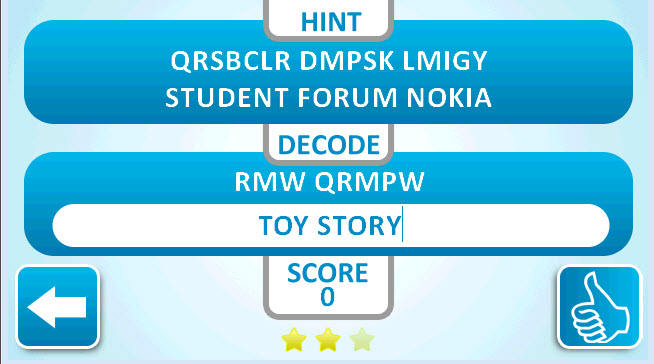 HINT
QRSBCLR DMPSK LMIGY
STUDENT FORUM NOKIA
DECODE
RMW QRMPW
TOY STORY
SCORE
0